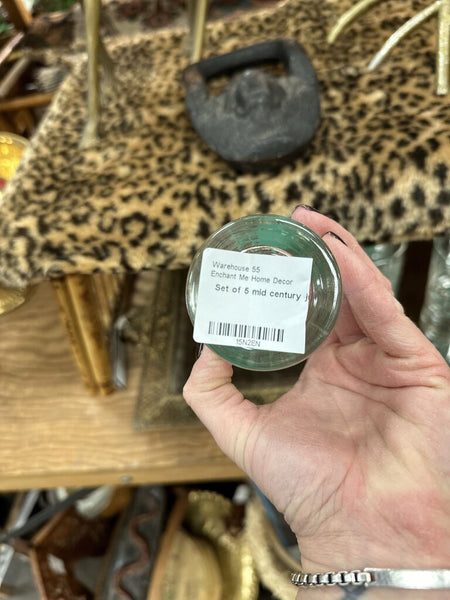 Warehouse 55
Enchant Me Home Decor
Set of 5 mid century j
15N2EN